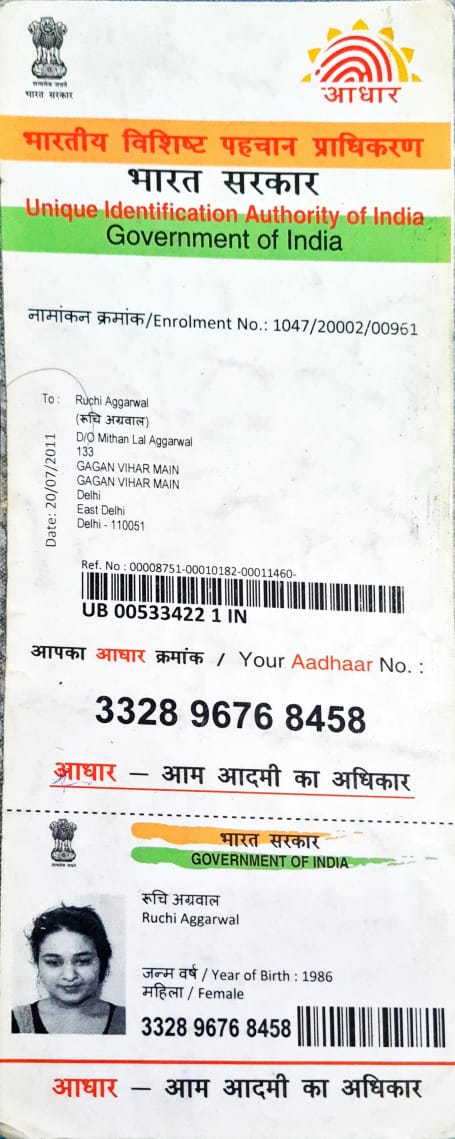 सत्यमेव जयते
भारत सरकार
आधार
भारतीय विशिष्ट पहचान प्राधिकरण
भारत सरकार
Unique Identification Authority of India
Government of India
नामांकन क्रमांक/Enrolment No.: 1047/20002/00961
To: Ruchi Aggarwal
(रूचि अग्रवाल)
D/O Mithan Lal Aggarwal
133
GAGAN VIHAR MAIN
GAGAN VIHAR MAIN
Delhi
East Delhi
Delhi - 110051
Date: 20/07/2011
Ref. No : 00008751-00010182-00011460-
UB 00533422 1 IN
आपका आधार क्रमांक / Your Aadhaar No. :
3328 9676 8458
आधार — आम आदमी का अधिकार
भारत सरकार
GOVERNMENT OF INDIA
रूचि अग्रवाल
Ruchi Aggarwal
जन्म वर्ष / Year of Birth : 1986
महिला / Female
3328 9676 8458
आधार — आम आदमी का अधिकार